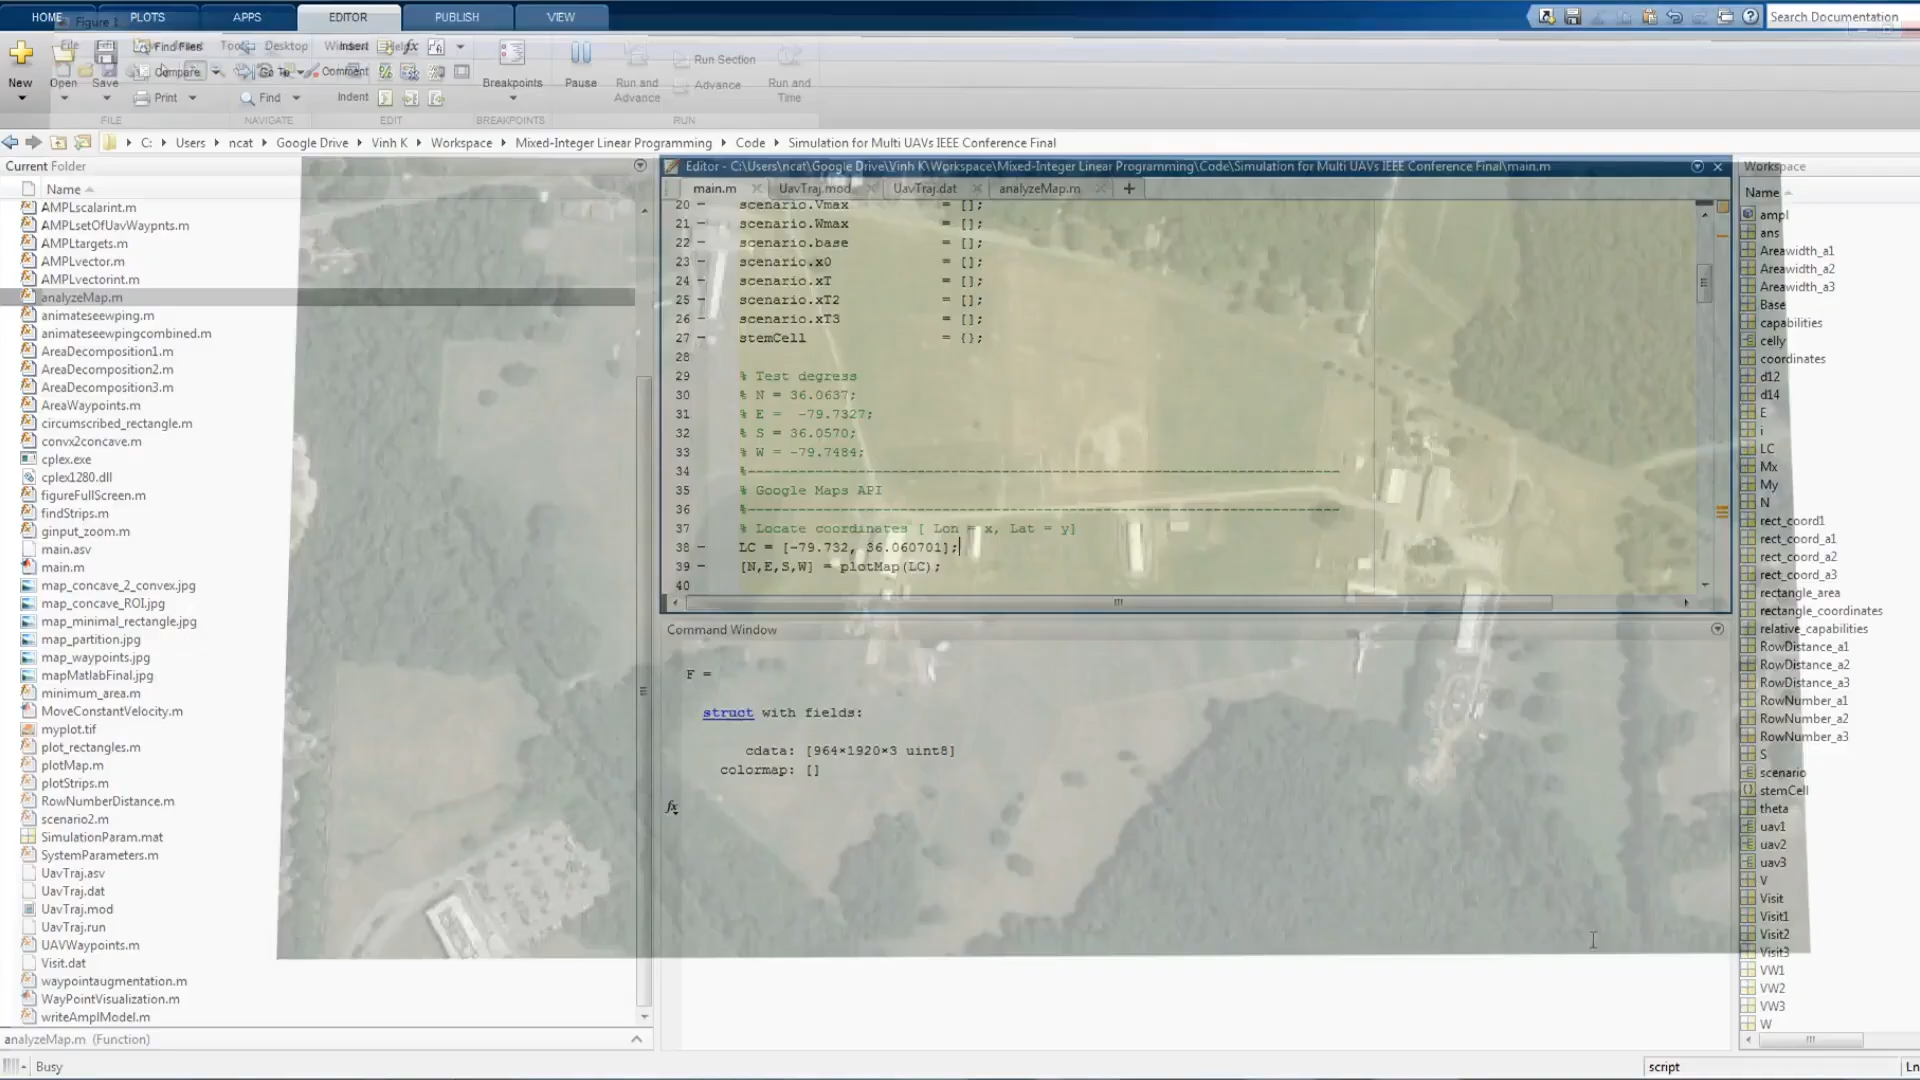 HOME PLOTS APPS EDITOR PUBLISH VIEW Search Documentation
Figure 1
File Tools Desktop Window Help
New Open Save Find Files Compare Print Go To Find Insert fx Comment Indent Breakpoints Pause Run and Advance Run Section Advance Run and Time
FILE NAVIGATE EDIT BREAKPOINTS RUN
C: Users ncat Google Drive Vinh K Workspace Mixed-Integer Linear Programming Code Simulation for Multi UAVs IEEE Conference Final
Current Folder
Name
AMPLscalarint.m
AMPLsetOfUavWaypnts.m
AMPLtargets.m
AMPLvector.m
AMPLvectorint.m
analyzeMap.m
animateseewping.m
animateseewpingcombined.m
AreaDecomposition1.m
AreaDecomposition2.m
AreaDecomposition3.m
AreaWaypoints.m
circumscribed_rectangle.m
convx2concave.m
cplex.exe
cplex1280.dll
figureFullScreen.m
findStrips.m
ginput_zoom.m
main.asv
main.m
map_concave_2_convex.jpg
map_concave_ROI.jpg
map_minimal_rectangle.jpg
map_partition.jpg
map_waypoints.jpg
mapMatlabFinal.jpg
minimum_area.m
MoveConstantVelocity.m
myplot.tif
plot_rectangles.m
plotMap.m
plotStrips.m
RowNumberDistance.m
scenario2.m
SimulationParam.mat
SystemParameters.m
UavTraj.asv
UavTraj.dat
UavTraj.mod
UavTraj.run
UAVWaypoints.m
Visit.dat
waypointaugmentation.m
WayPointVisualization.m
writeAmplModel.m
analyzeMap.m (Function)
Busy
Editor - C:\Users\ncat\Google Drive\Vinh K\Workspace\Mixed-Integer Linear Programming\Code\Simulation for Multi UAVs IEEE Conference Final\main.m
main.m UavTraj.mod UavTraj.dat analyzeMap.m
20 – scenario.Vmax = [];
21 – scenario.Wmax = [];
22 – scenario.base = [];
23 – scenario.x0 = [];
24 – scenario.xT = [];
25 – scenario.xT2 = [];
26 – scenario.xT3 = [];
27 – stemCell = {};
28
29 % Test degress
30 % N = 36.0637;
31 % E = -79.7327;
32 % S = 36.0570;
33 % W = -79.7484;
34 %--------------------------------------------------------------------------
35 % Google Maps API
36 %--------------------------------------------------------------------------
37 % Locate coordinates [ Lon = x, Lat = y]
38 – LC = [-79.732, 36.060701];
39 – [N,E,S,W] = plotMap(LC);
40
Command Window
F =
struct with fields:
cdata: [964×1920×3 uint8]
colormap: []
fx
Workspace
Name
ampl
ans
Areawidth_a1
Areawidth_a2
Areawidth_a3
Base
capabilities
celly
coordinates
d12
d14
E
i
LC
Mx
My
N
rect_coord1
rect_coord_a1
rect_coord_a2
rect_coord_a3
rectangle_area
rectangle_coordinates
relative_capabilities
RowDistance_a1
RowDistance_a2
RowDistance_a3
RowNumber_a1
RowNumber_a2
RowNumber_a3
S
scenario
stemCell
theta
uav1
uav2
uav3
V
Visit
Visit1
Visit2
Visit3
VW1
VW2
VW3
W
script Ln